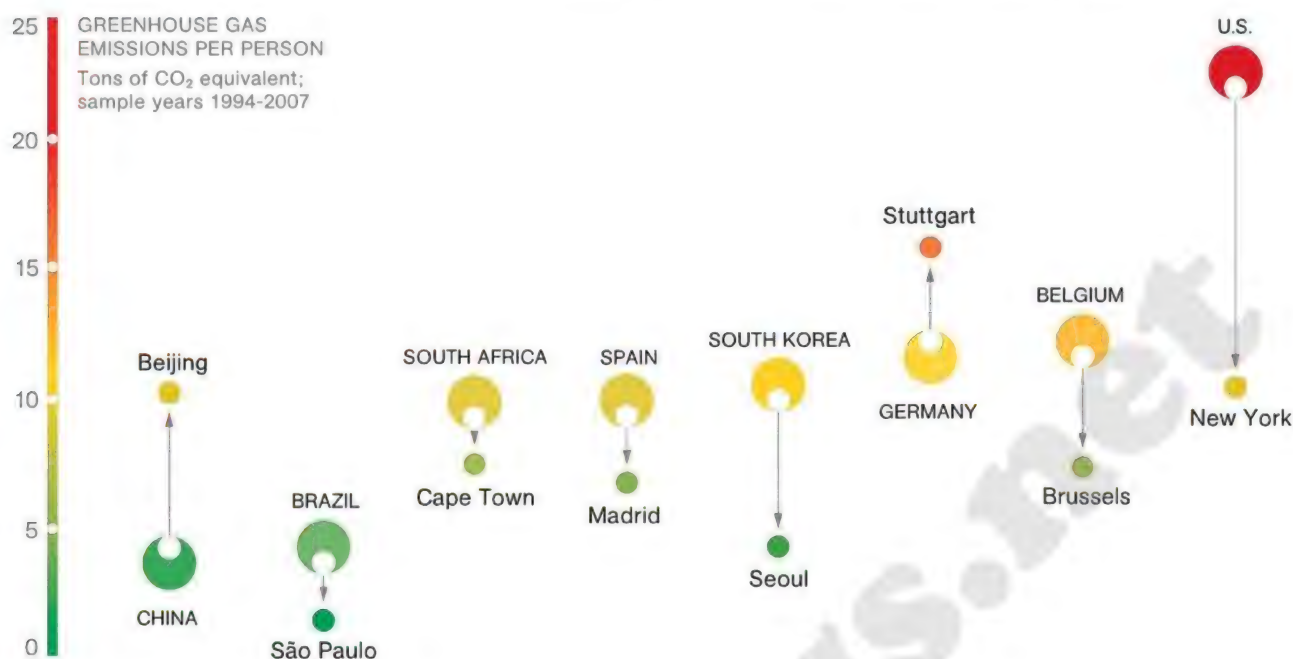 25
GREENHOUSE GAS
EMISSIONS PER PERSON
Tons of CO₂ equivalent;
sample years 1994-2007
20
15
10
5
0
Beijing
CHINA
BRAZIL
São Paulo
SOUTH AFRICA
Cape Town
SPAIN
Madrid
SOUTH KOREA
Seoul
Stuttgart
GERMANY
BELGIUM
Brussels
U.S.
New York
s.net